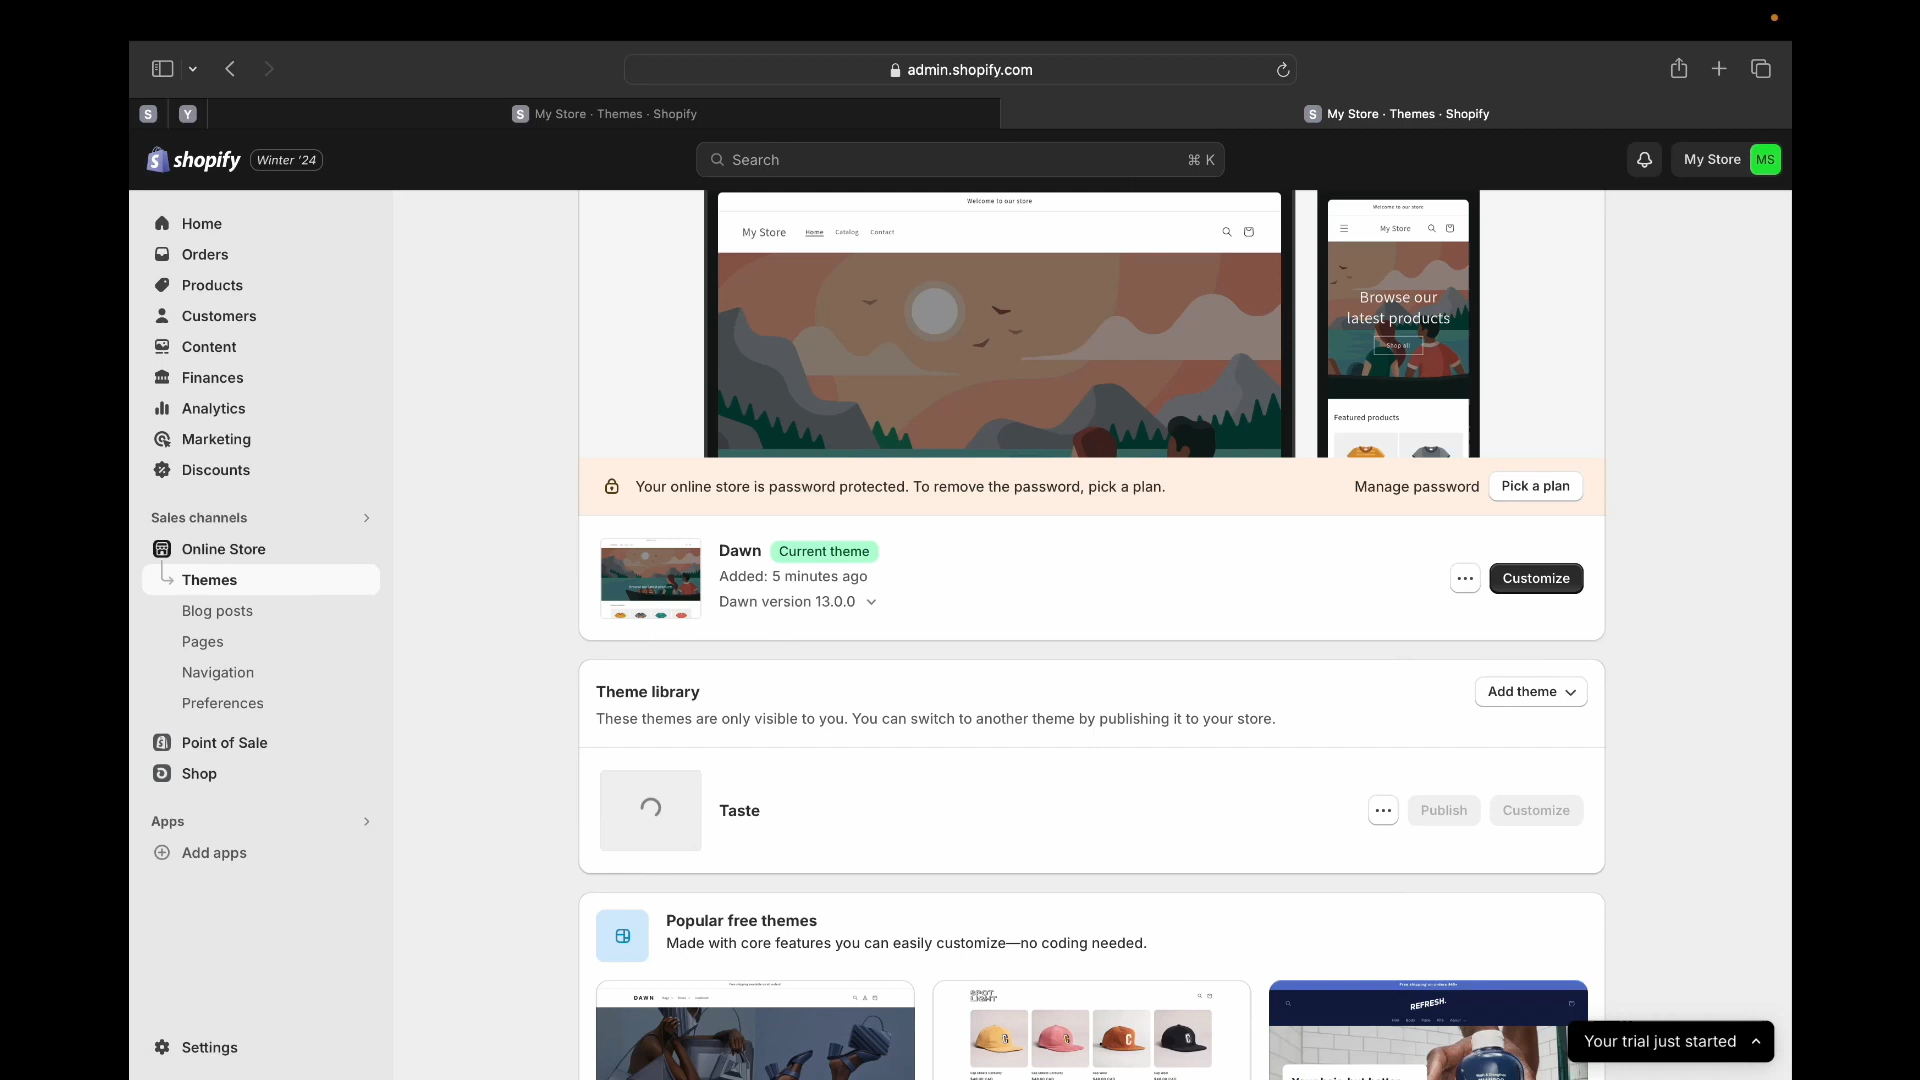 admin.shopify.com
S
Y
S My Store · Themes · Shopify
S My Store · Themes · Shopify
shopify Winter '24
Search ⌘ K
My Store MS
Home
Orders
Products
Customers
Content
Finances
Analytics
Marketing
Discounts
Sales channels
Online Store
Themes
Blog posts
Pages
Navigation
Preferences
Point of Sale
Shop
Apps
Add apps
Settings
Welcome to our store
My Store Home Catalog Contact
Welcome to our store
My Store
Browse our
latest products
Shop all
Featured products
Your online store is password protected. To remove the password, pick a plan.
Manage password
Pick a plan
Dawn Current theme
Added: 5 minutes ago
Dawn version 13.0.0
Customize
Theme library
Add theme
These themes are only visible to you. You can switch to another theme by publishing it to your store.
Taste
Publish
Customize
Popular free themes
Made with core features you can easily customize—no coding needed.
DAWN
SPOT
LIGHT
REFRESH.
Your trial just started